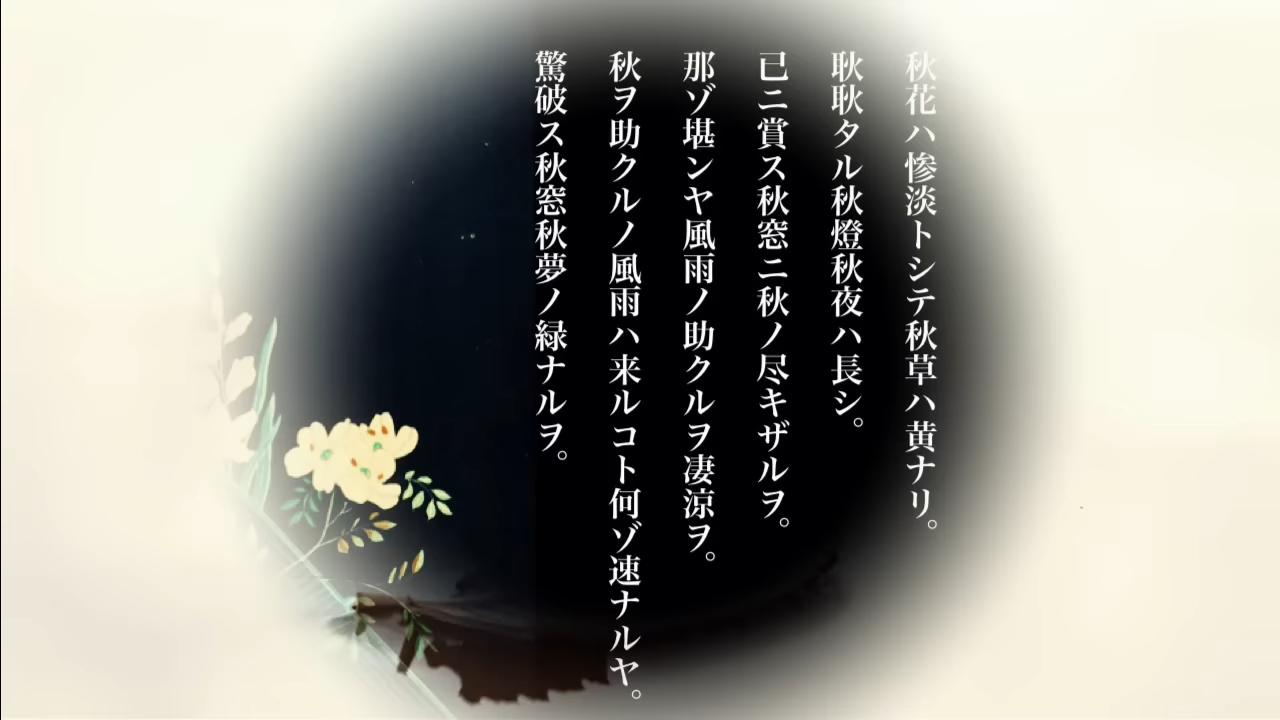 秋花ハ惨淡トシテ秋草ハ黄ナリ。
耿耿タル秋燈秋夜ハ長シ。
已ニ賞ス秋窓ニ秋ノ尽キザルヲ。
那ゾ堪ンヤ風雨ノ助クルヲ凄涼ヲ。
秋ヲ助クルノ風雨ハ来ルコト何ゾ速ナルヤ。
驚破ス秋窓秋夢ノ緑ナルヲ。